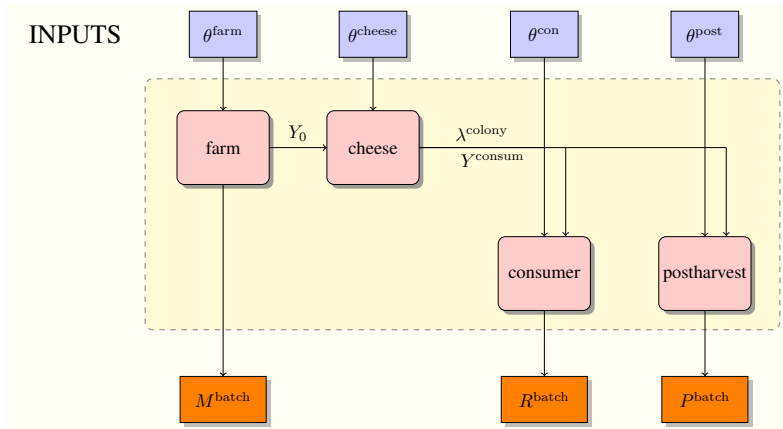 INPUTS
θ^farm
θ^cheese
θ^con
θ^post
farm
Y_0
cheese
λ^colony
Y^consum
consumer
postharvest
M^batch
R^batch
P^batch